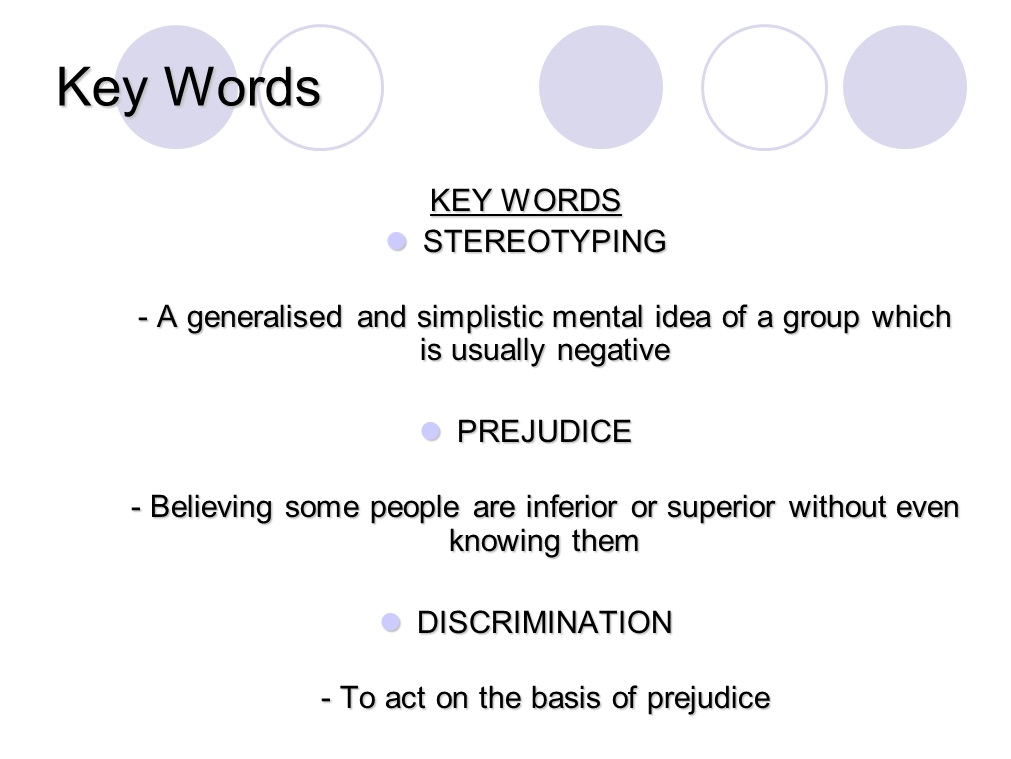 Key Words
KEY WORDS
STEREOTYPING
- A generalised and simplistic mental idea of a group which
is usually negative
PREJUDICE
- Believing some people are inferior or superior without even
knowing them
DISCRIMINATION
- To act on the basis of prejudice